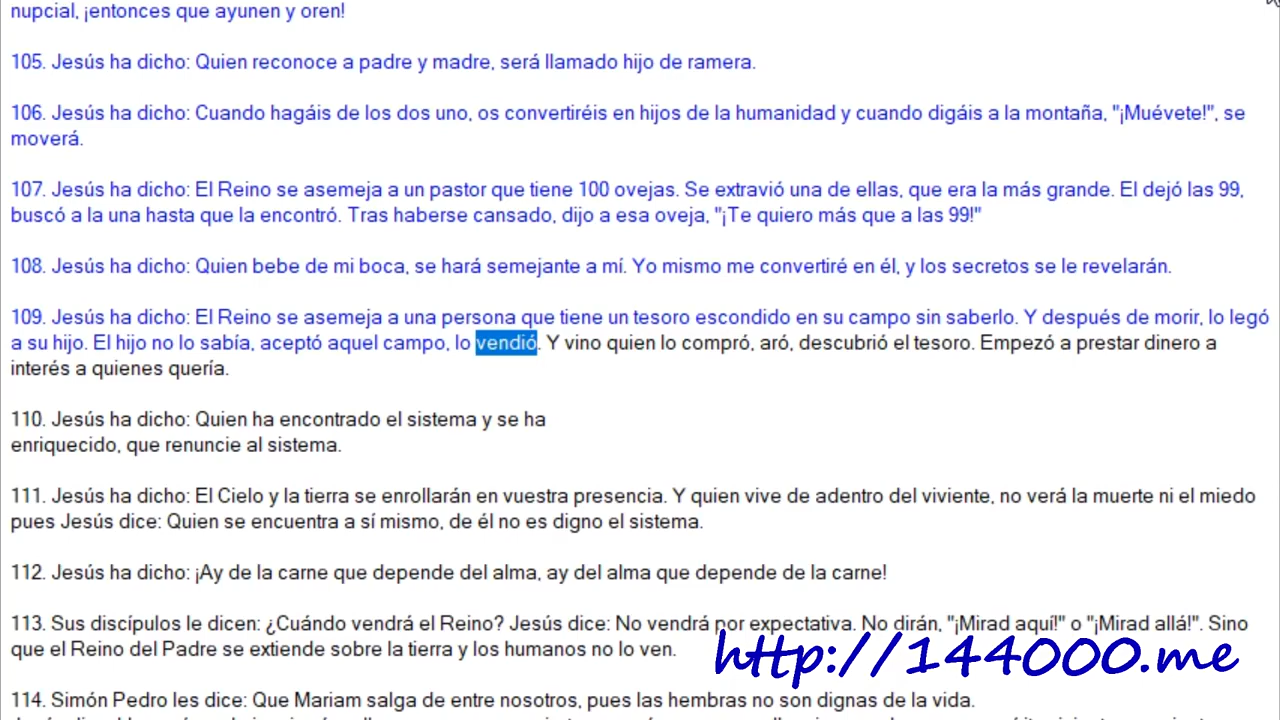 nupcial, ¡entonces que ayunen y oren!
105. Jesús ha dicho: Quien reconoce a padre y madre, será llamado hijo de ramera.
106. Jesús ha dicho: Cuando hagáis de los dos uno, os convertiréis en hijos de la humanidad y cuando digáis a la montaña, "¡Muévete!", se
moverá.
107. Jesús ha dicho: El Reino se asemeja a un pastor que tiene 100 ovejas. Se extravió una de ellas, que era la más grande. El dejó las 99,
buscó a la una hasta que la encontró. Tras haberse cansado, dijo a esa oveja, "¡Te quiero más que a las 99!"
108. Jesús ha dicho: Quien bebe de mi boca, se hará semejante a mí. Yo mismo me convertiré en él, y los secretos se le revelarán.
109. Jesús ha dicho: El Reino se asemeja a una persona que tiene un tesoro escondido en su campo sin saberlo. Y después de morir, lo legó
a su hijo. El hijo no lo sabía, aceptó aquel campo, lo vendió. Y vino quien lo compró, aró, descubrió el tesoro. Empezó a prestar dinero a
interés a quienes quería.
110. Jesús ha dicho: Quien ha encontrado el sistema y se ha
enriquecido, que renuncie al sistema.
111. Jesús ha dicho: El Cielo y la tierra se enrollarán en vuestra presencia. Y quien vive de adentro del viviente, no verá la muerte ni el miedo
pues Jesús dice: Quien se encuentra a sí mismo, de él no es digno el sistema.
112. Jesús ha dicho: ¡Ay de la carne que depende del alma, ay del alma que depende de la carne!
113. Sus discípulos le dicen: ¿Cuándo vendrá el Reino? Jesús dice: No vendrá por expectativa. No dirán, "¡Mirad aquí!" o "¡Mirad allá!". Sino
que el Reino del Padre se extiende sobre la tierra y los humanos no lo ven.
http://144000.me
114. Simón Pedro les dice: Que Mariam salga de entre nosotros, pues las hembras no son dignas de la vida.